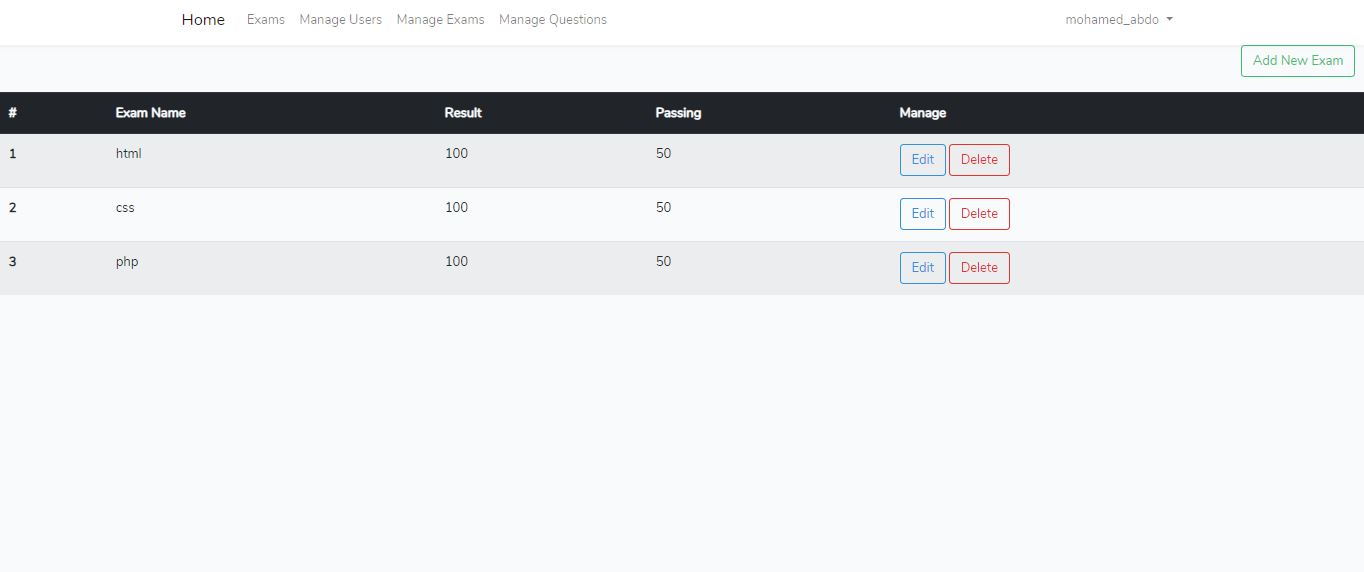 Home Exams Manage Users Manage Exams Manage Questions mohamed_abdo
Add New Exam
# Exam Name Result Passing Manage
1 html 100 50 Edit Delete
2 css 100 50 Edit Delete
3 php 100 50 Edit Delete